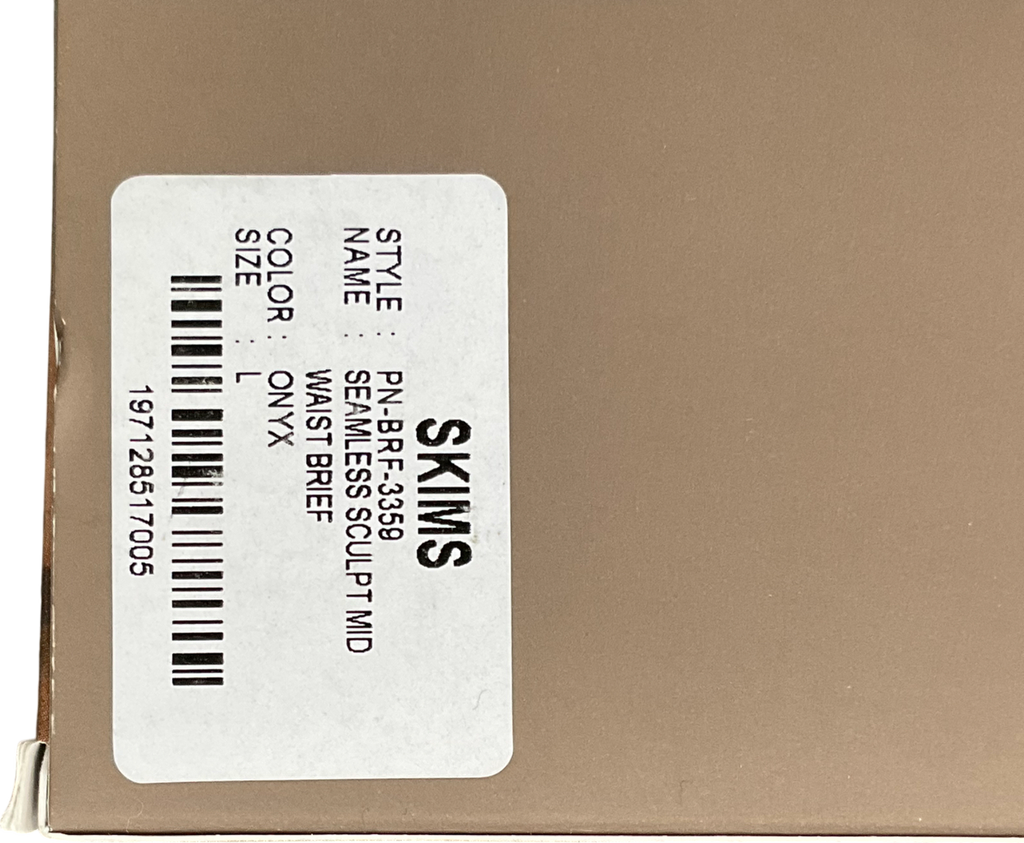 SKIMS
STYLE : PN-BRF-3359
NAME : SEAMLESS SCULPT MID
WAIST BRIEF
COLOR : ONYX
SIZE : L
197128517005